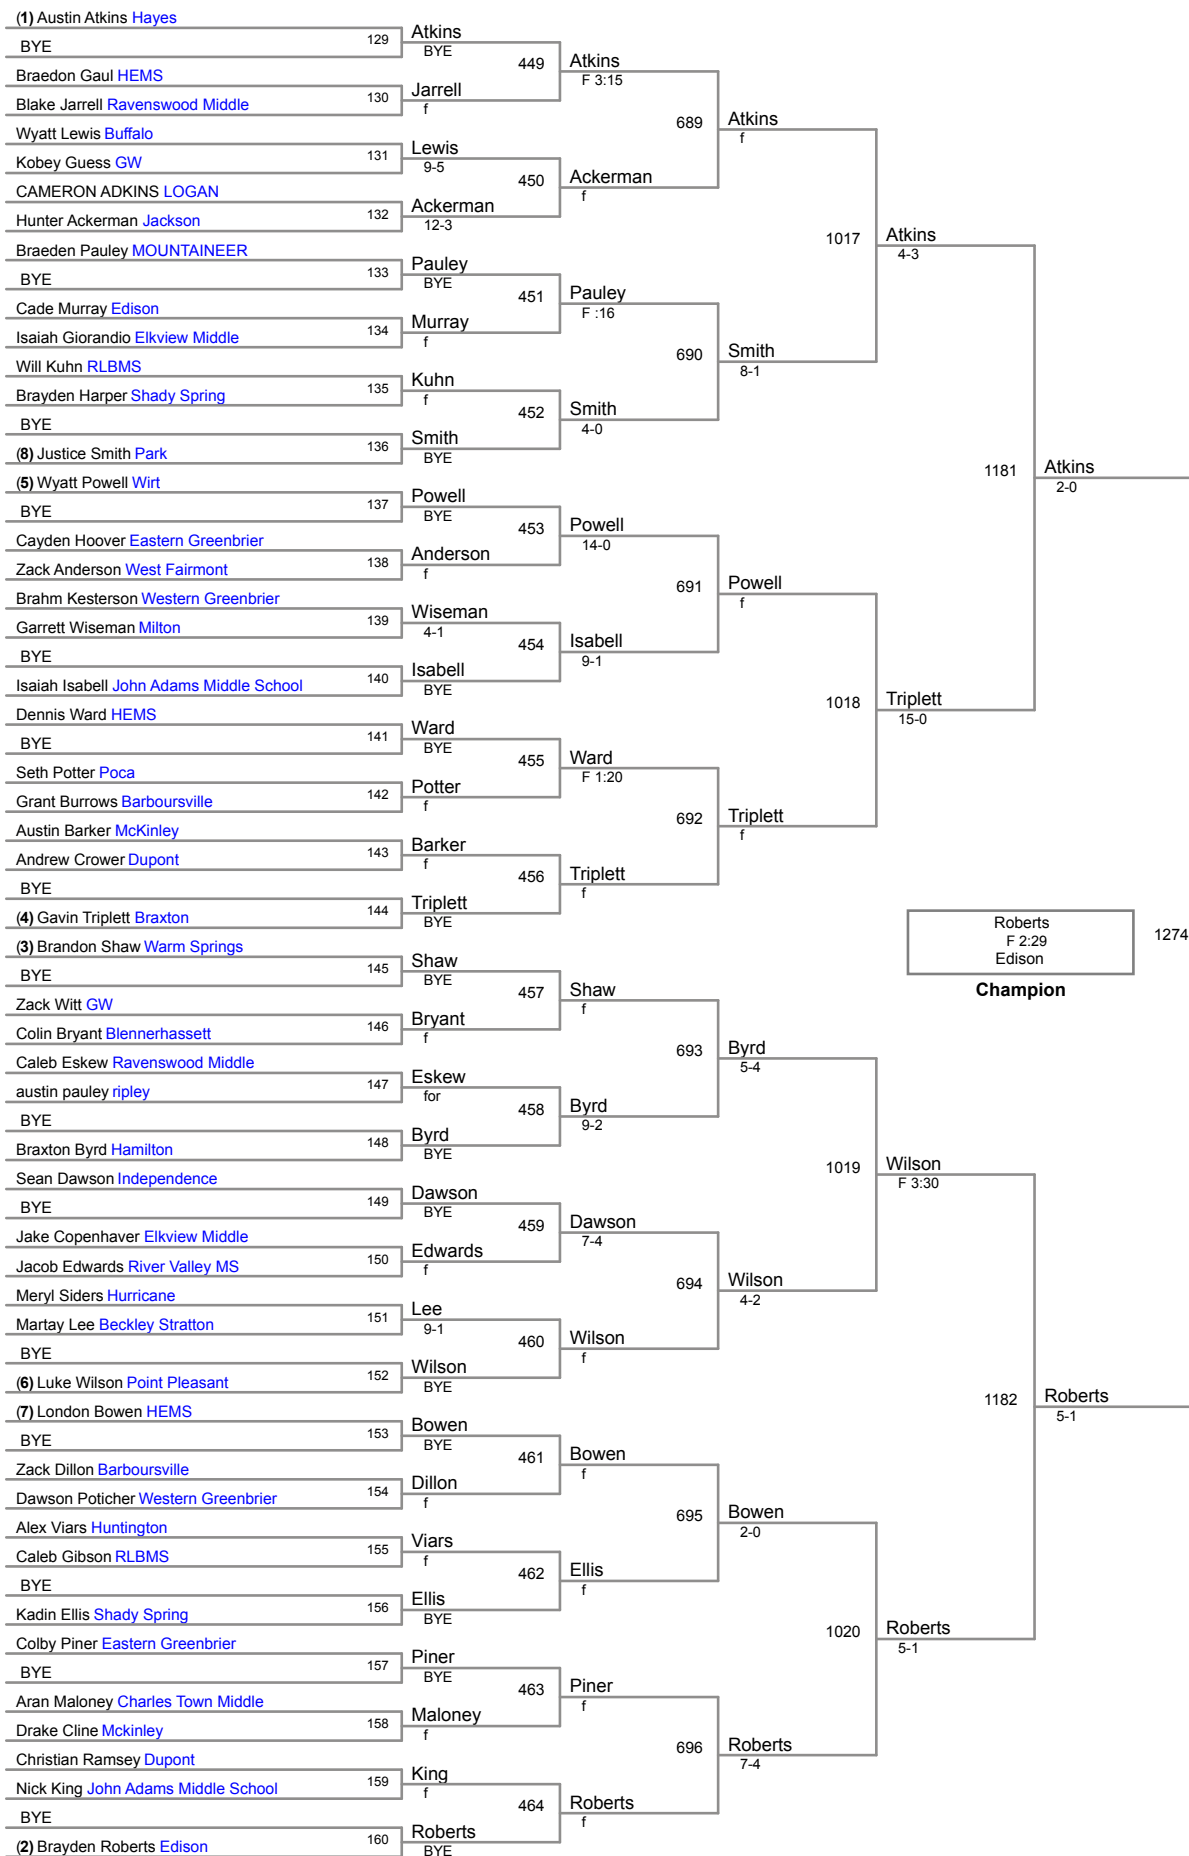 (1) Austin Atkins Hayes
BYE
Braedon Gaul HEMS
Blake Jarrell Ravenswood Middle
Wyatt Lewis Buffalo
Kobey Guess GW
CAMERON ADKINS LOGAN
Hunter Ackerman Jackson
Braeden Pauley MOUNTAINEER
BYE
Cade Murray Edison
Isaiah Giorandio Elkview Middle
Will Kuhn RLBMS
Brayden Harper Shady Spring
BYE
(8) Justice Smith Park
(5) Wyatt Powell Wirt
BYE
Cayden Hoover Eastern Greenbrier
Zack Anderson West Fairmont
Brahm Kesterson Western Greenbrier
Garrett Wiseman Milton
BYE
Isaiah Isabell John Adams Middle School
Dennis Ward HEMS
BYE
Seth Potter Poca
Grant Burrows Barboursville
Austin Barker McKinley
Andrew Crower Dupont
BYE
(4) Gavin Triplett Braxton
(3) Brandon Shaw Warm Springs
BYE
Zack Witt GW
Colin Bryant Blennerhassett
Caleb Eskew Ravenswood Middle
austin pauley ripley
BYE
Braxton Byrd Hamilton
Sean Dawson Independence
BYE
Jake Copenhaver Elkview Middle
Jacob Edwards River Valley MS
Meryl Siders Hurricane
Martay Lee Beckley Stratton
BYE
(6) Luke Wilson Point Pleasant
(7) London Bowen HEMS
BYE
Zack Dillon Barboursville
Dawson Poticher Western Greenbrier
Alex Viars Huntington
Caleb Gibson RLBMS
BYE
Kadin Ellis Shady Spring
Colby Piner Eastern Greenbrier
BYE
Aran Maloney Charles Town Middle
Drake Cline Mckinley
Christian Ramsey Dupont
Nick King John Adams Middle School
BYE
(2) Brayden Roberts Edison
129
130
131
132
133
134
135
136
137
138
139
140
141
142
143
144
145
146
147
148
149
150
151
152
153
154
155
156
157
158
159
160
Atkins
BYE
Jarrell
f
Lewis
9-5
Ackerman
12-3
Pauley
BYE
Murray
f
Kuhn
f
Smith
BYE
Powell
BYE
Anderson
f
Wiseman
4-1
Isabell
BYE
Ward
BYE
Potter
f
Barker
f
Triplett
BYE
Shaw
BYE
Bryant
f
Eskew
for
Byrd
BYE
Dawson
BYE
Edwards
f
Lee
9-1
Wilson
BYE
Bowen
BYE
Dillon
f
Viars
f
Ellis
BYE
Piner
BYE
Maloney
f
King
f
Roberts
BYE
449
450
451
452
453
454
455
456
457
458
459
460
461
462
463
464
Atkins
F 3:15
Ackerman
f
Pauley
F :16
Smith
4-0
Powell
14-0
Isabell
9-1
Ward
F 1:20
Triplett
f
Shaw
f
Byrd
9-2
Dawson
7-4
Wilson
f
Bowen
f
Ellis
f
Piner
f
Roberts
f
689
690
691
692
693
694
695
696
Atkins
f
Smith
8-1
Powell
f
Triplett
f
Byrd
5-4
Wilson
4-2
Bowen
2-0
Roberts
7-4
1017
1018
1019
1020
Atkins
4-3
Triplett
15-0
Wilson
F 3:30
Roberts
5-1
1181
1182
Atkins
2-0
Roberts
5-1
Roberts
F 2:29
Edison
Champion
1274